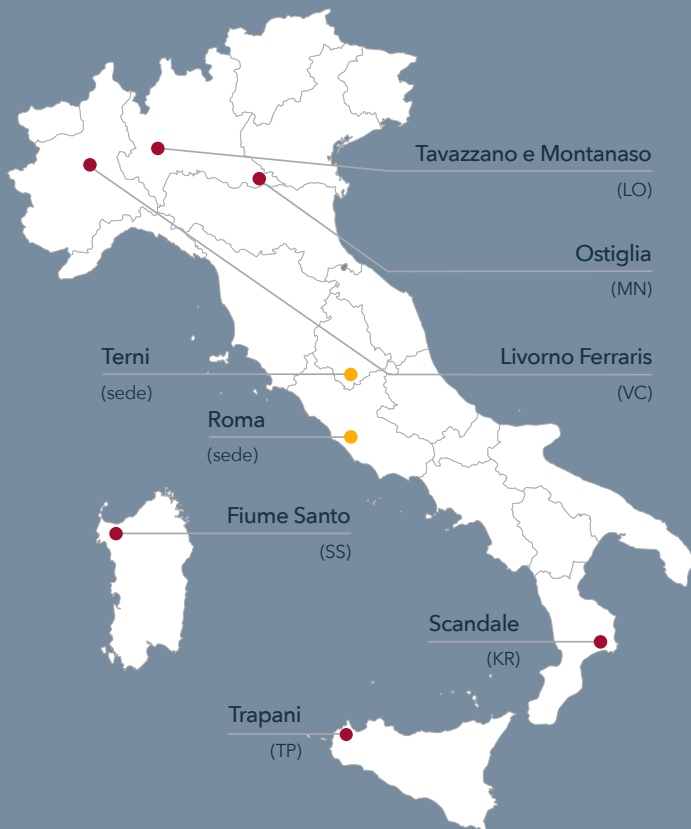 Tavazzano e Montanaso
(LO)
Ostiglia
(MN)
Terni
(sede)
Livorno Ferraris
(VC)
Roma
(sede)
Fiume Santo
(SS)
Scandale
(KR)
Trapani
(TP)